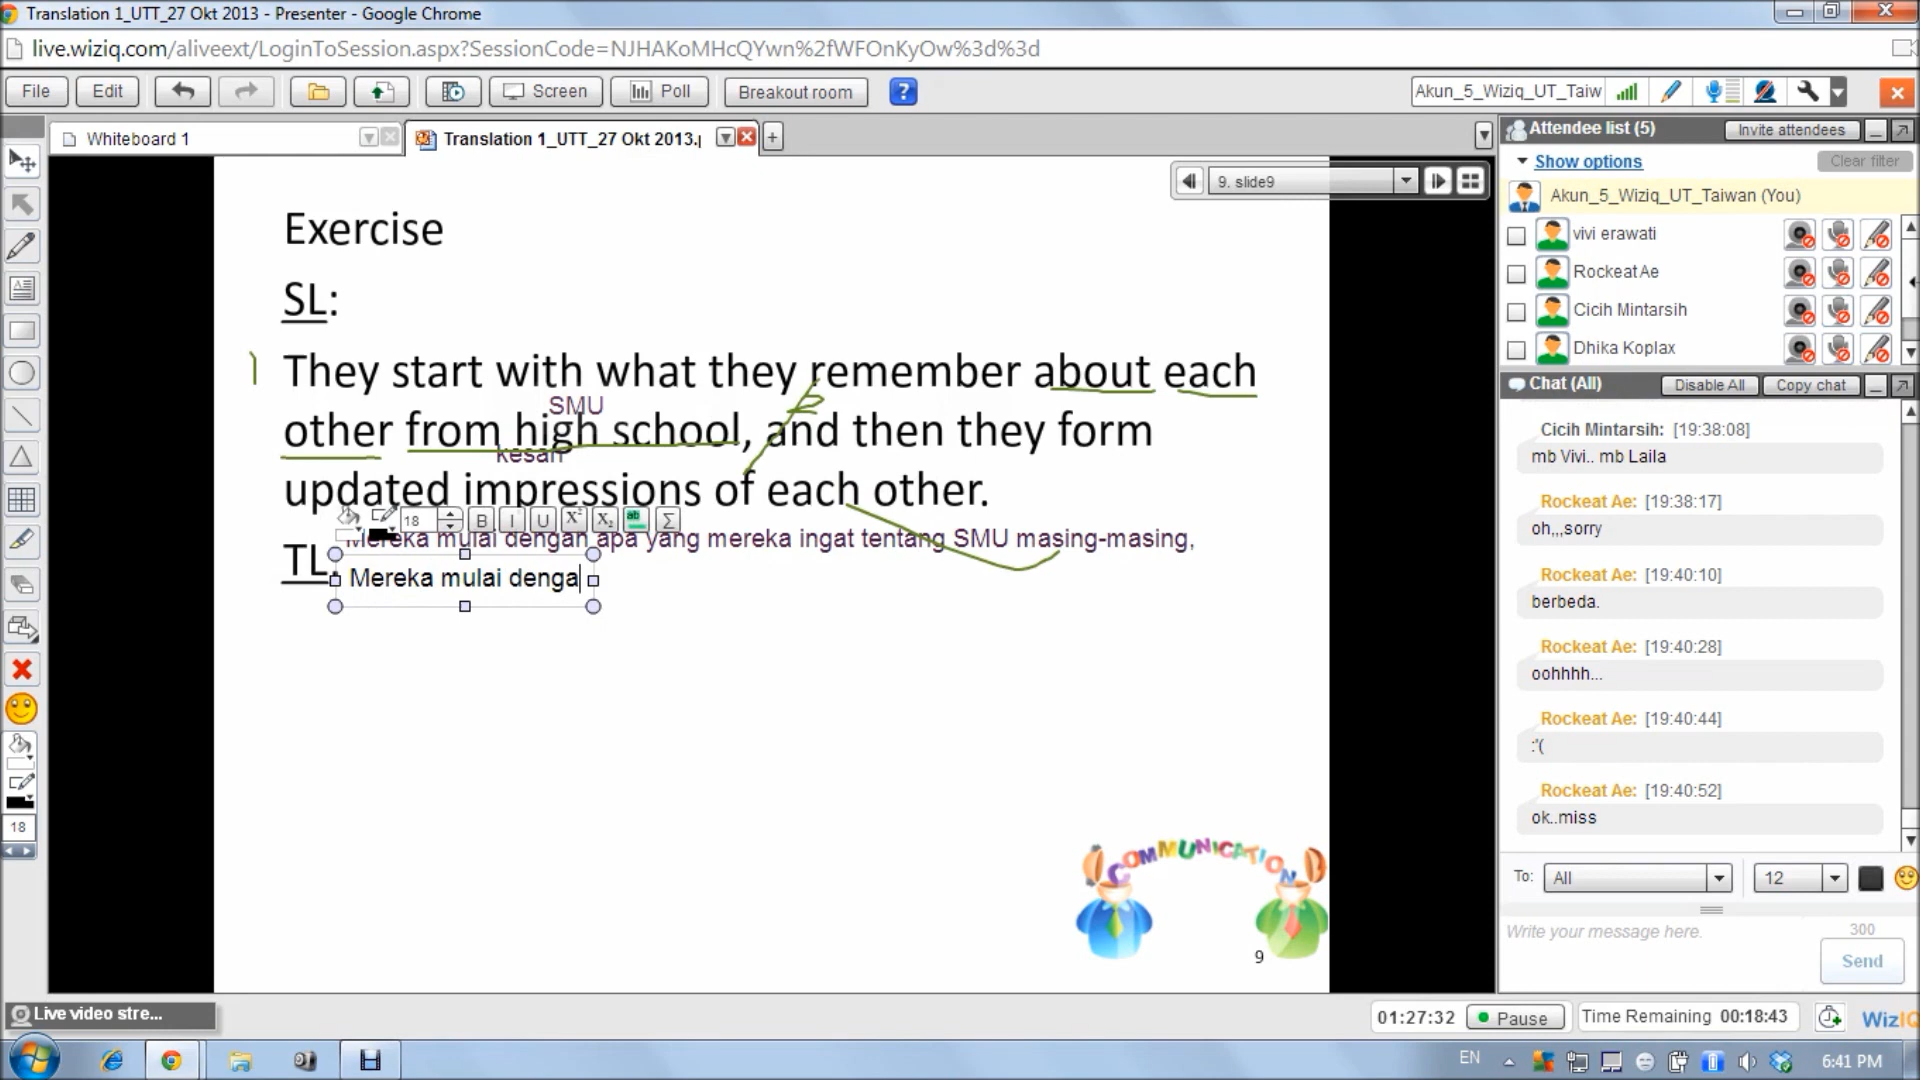 Translation 1_UTT_27 Okt 2013 - Presenter - Google Chrome
live.wiziq.com/aliveext/LoginToSession.aspx?SessionCode=NJHAKoMHcQYwn%2fWFOnKyOw%3d%3d
File Edit Screen Poll Breakout room ? Akun_5_Wiziq_UT_Taiw
Whiteboard 1 Translation 1_UTT_27 Okt 2013.p
9. slide9
Exercise
SL:
1 They start with what they remember about each
SMU
other from high school, and then they form
kesan
updated impressions of each other.
18 B I U X² X₂ ab Σ
Mereka mulai dengan apa yang mereka ingat tentang SMU masing-masing,
TL:
Mereka mulai denga
COMMUNICATION
9
18
Attendee list (5) Invite attendees
Show options Clear filter
Akun_5_Wiziq_UT_Taiwan (You)
vivi erawati
Rockeat Ae
Cicih Mintarsih
Dhika Koplax
Chat (All) Disable All Copy chat
Cicih Mintarsih: [19:38:08]
mb Vivi.. mb Laila
Rockeat Ae: [19:38:17]
oh,,,sorry
Rockeat Ae: [19:40:10]
berbeda.
Rockeat Ae: [19:40:28]
oohhhh...
Rockeat Ae: [19:40:44]
:'(
Rockeat Ae: [19:40:52]
ok..miss
To: All 12
Write your message here. 300
Send
Live video stre... 01:27:32 Pause Time Remaining 00:18:43 WizIQ
EN 6:41 PM